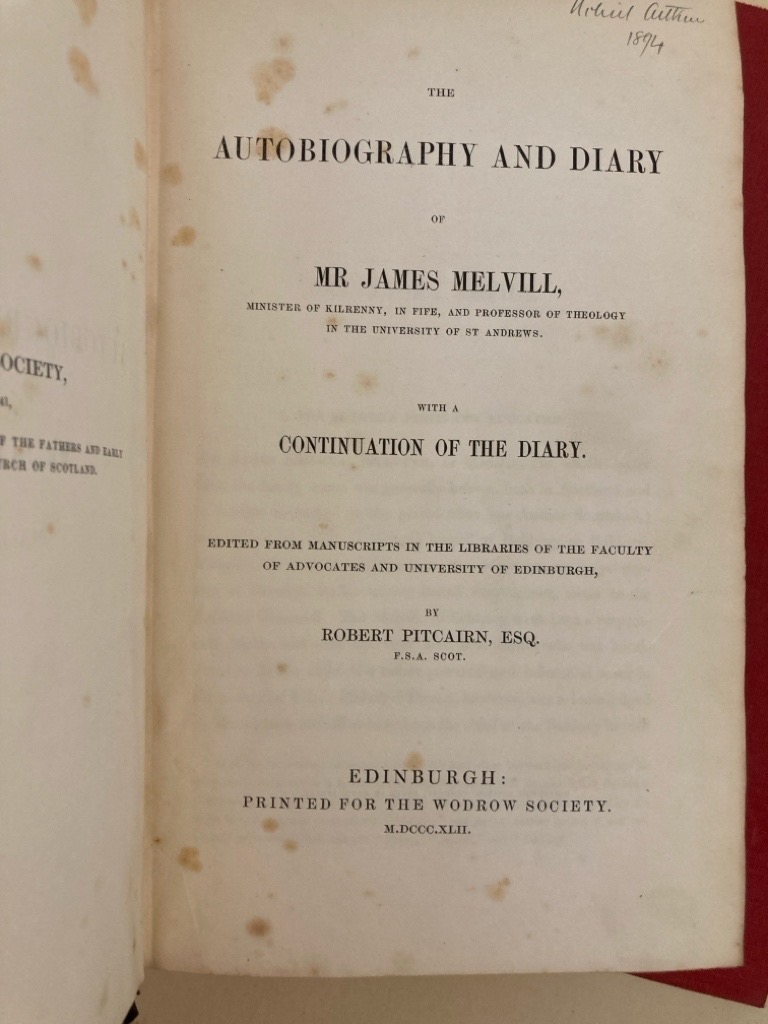 OCIETY,
F THE FATHERS AND EARLY
RCH OF SCOTLAND.
Arthur
1894
THE
AUTOBIOGRAPHY AND DIARY
OF
MR JAMES MELVILL,
MINISTER OF KILRENNY, IN FIFE, AND PROFESSOR OF THEOLOGY
IN THE UNIVERSITY OF ST ANDREWS.
WITH A
CONTINUATION OF THE DIARY.
EDITED FROM MANUSCRIPTS IN THE LIBRARIES OF THE FACULTY
OF ADVOCATES AND UNIVERSITY OF EDINBURGH,
BY
ROBERT PITCAIRN, ESQ.
F.S.A. SCOT.
EDINBURGH:
PRINTED FOR THE WODROW SOCIETY.
M.DCCC.XLII.